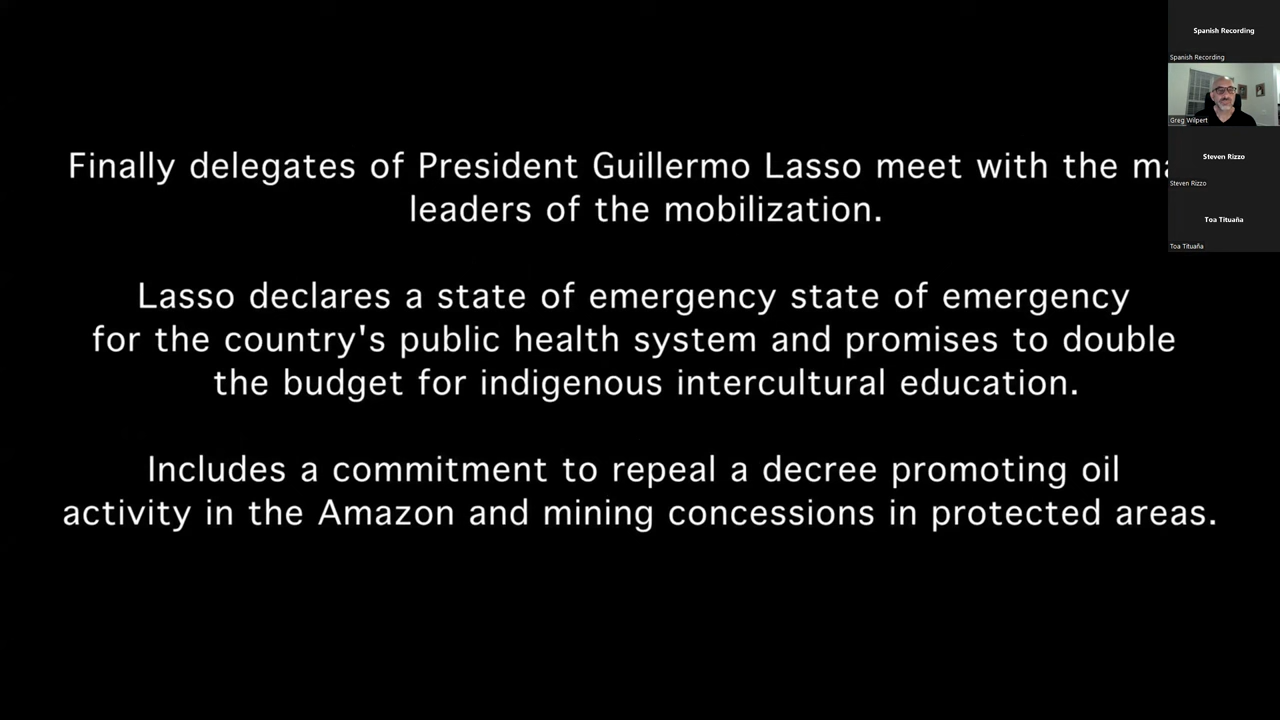 Finally delegates of President Guillermo Lasso meet with the
leaders of the mobilization.
Lasso declares a state of emergency state of emergency
for the country's public health system and promises to double
the budget for indigenous intercultural education.
Includes a commitment to repeal a decree promoting oil
activity in the Amazon and mining concessions in protected areas.
Spanish Recording
Spanish Recording
Greg Wilpert
Steven Rizzo
Steven Rizzo
Toa Tituaña
Toa Tituaña